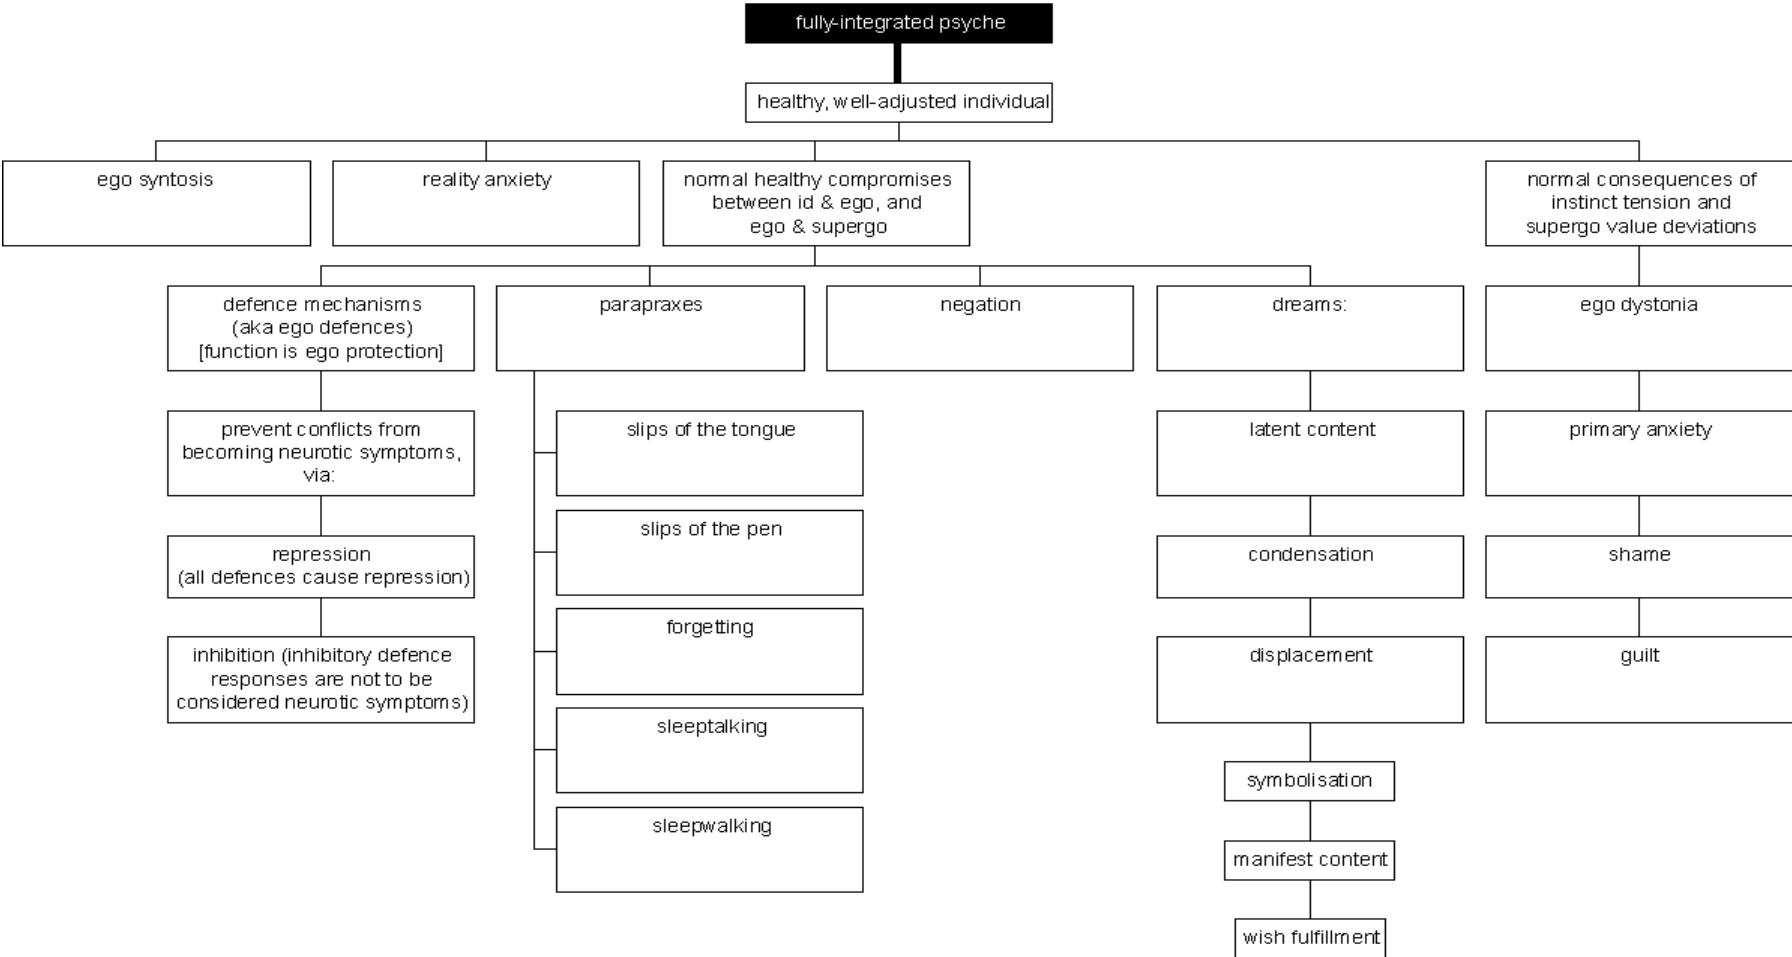 fully-integrated psyche
healthy, well-adjusted individual
ego syntosis
reality anxiety
normal healthy compromises
between id & ego, and
ego & supergo
normal consequences of
instinct tension and
supergo value deviations
defence mechanisms
(aka ego defences)
[function is ego protection]
parapraxes
negation
dreams:
ego dystonia
prevent conflicts from
becoming neurotic symptoms,
via:
slips of the tongue
latent content
primary anxiety
slips of the pen
repression
(all defences cause repression)
condensation
shame
forgetting
inhibition (inhibitory defence
responses are not to be
considered neurotic symptoms)
displacement
guilt
sleeptalking
symbolisation
sleepwalking
manifest content
wish fulfillment